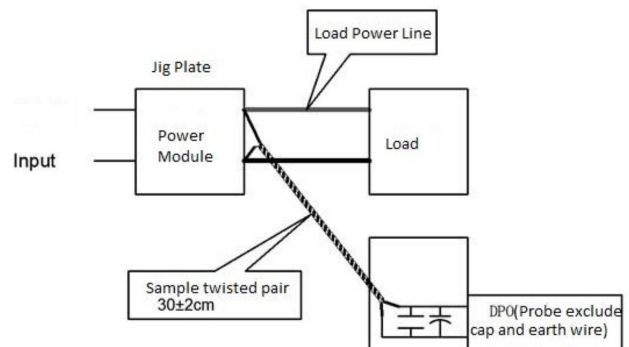 Load Power Line
Jig Plate
Power
Module
Load
Input
Sample twisted pair
30±2cm
DPO(Probe exclude
cap and earth wire)